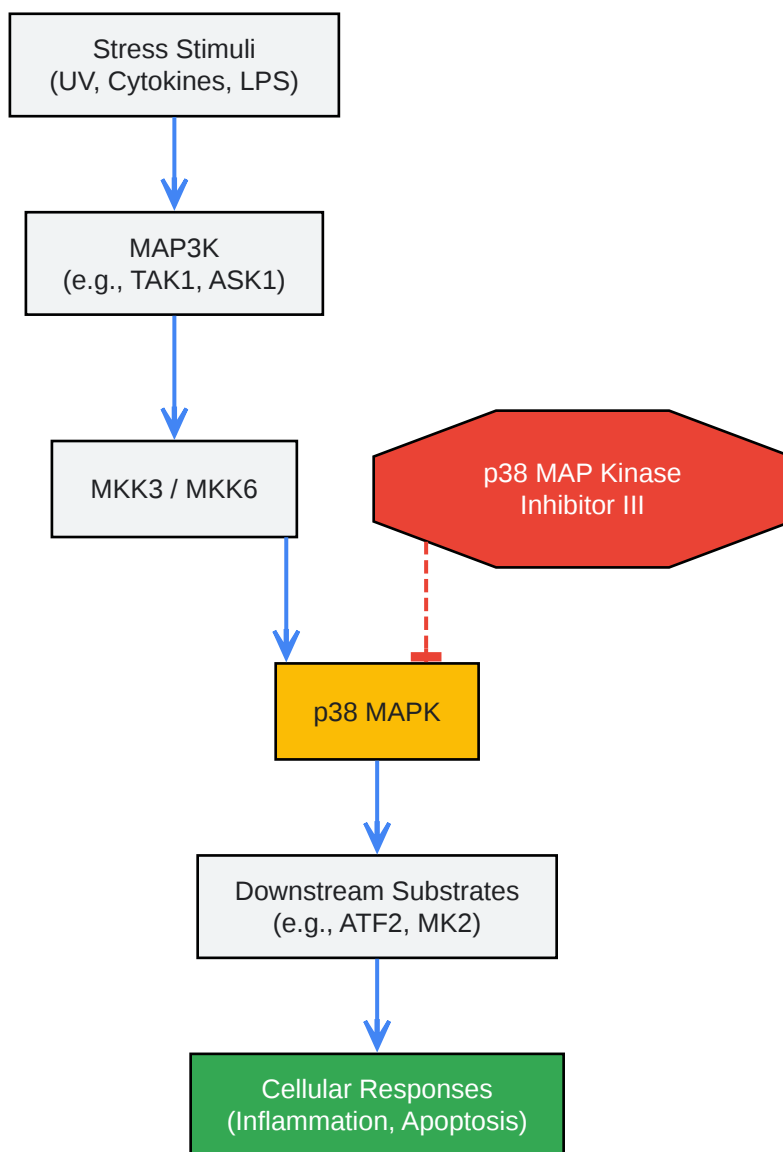 Stress Stimuli
(UV, Cytokines, LPS)
MAP3K
(e.g., TAK1, ASK1)
MKK3 / MKK6
p38 MAP Kinase
Inhibitor III
p38 MAPK
Downstream Substrates
(e.g., ATF2, MK2)
Cellular Responses
(Inflammation, Apoptosis)